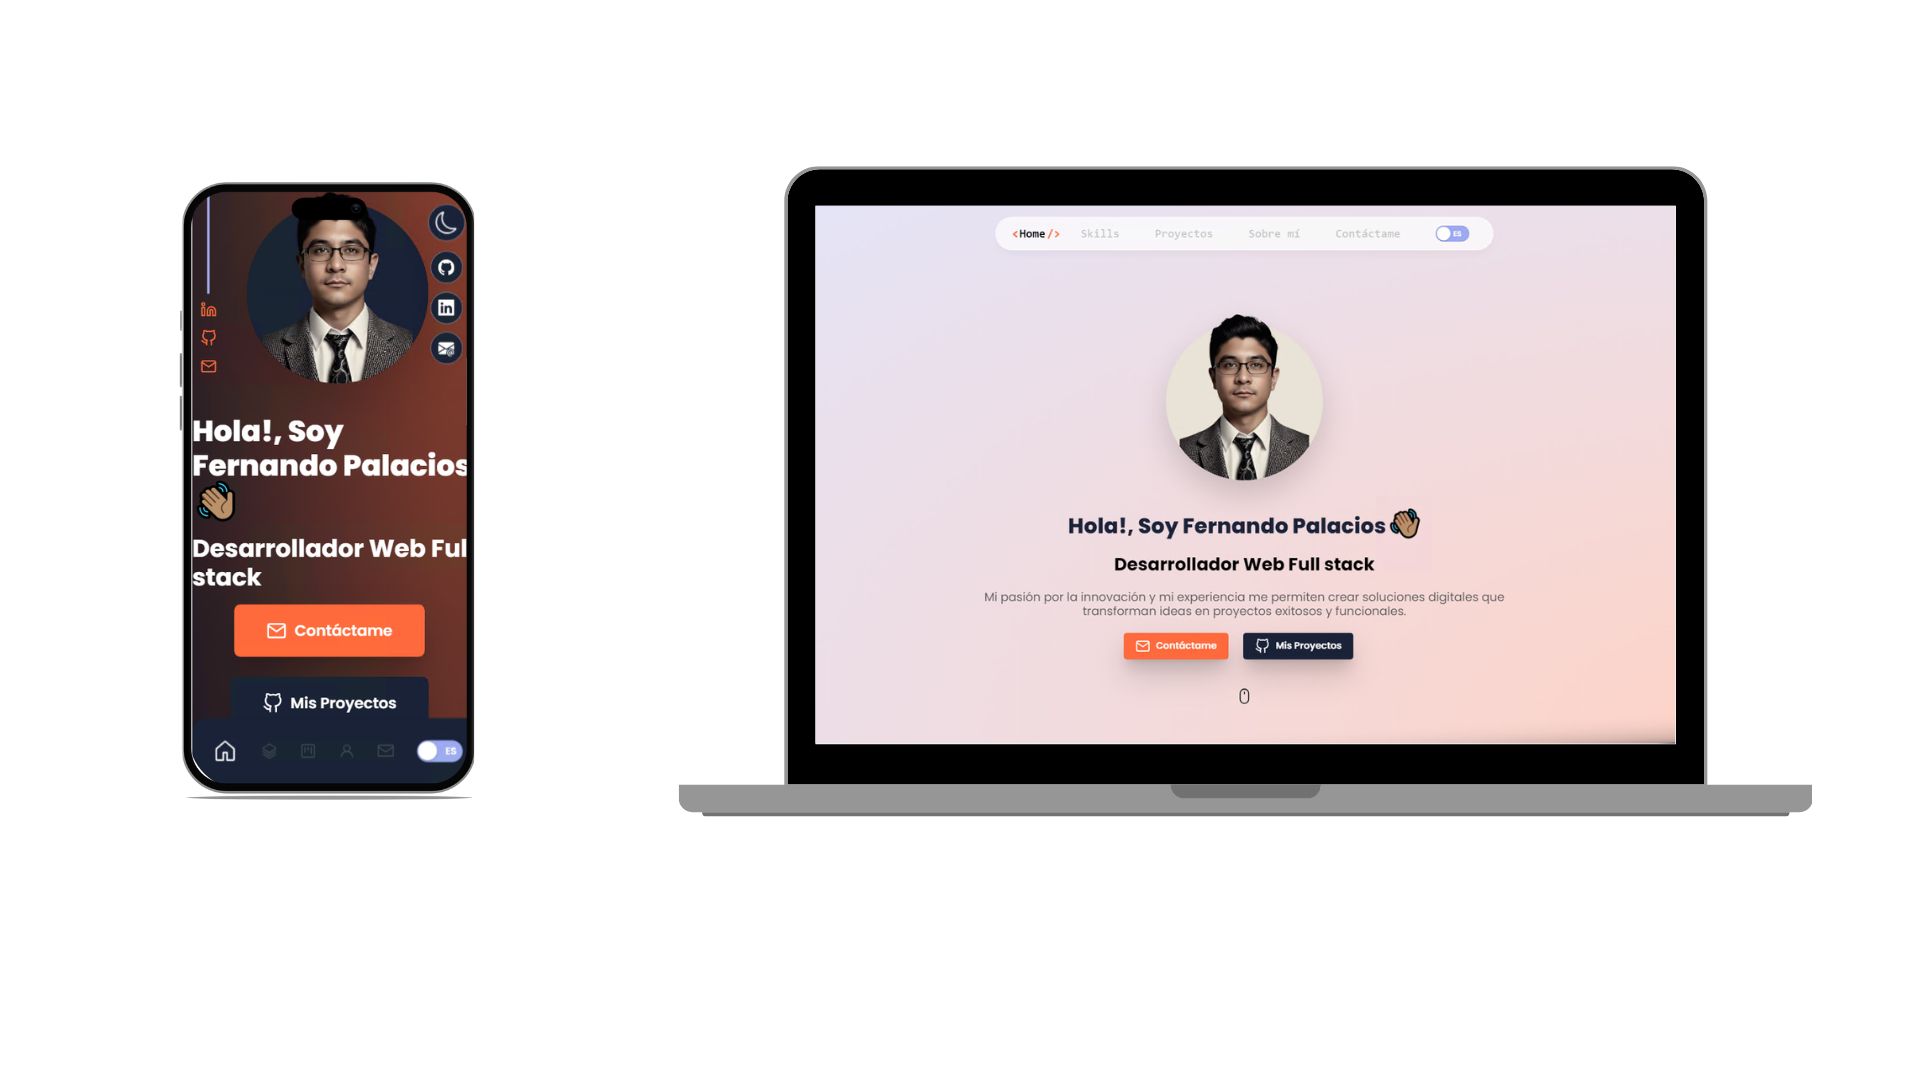 Hola!, Soy
Fernando Palacios
Desarrollador Web Ful
stack
Contáctame
Mis Proyectos
ES
<Home/> Skills Proyectos Sobre mí Contáctame ES
Hola!, Soy Fernando Palacios
Desarrollador Web Full stack
Mi pasión por la innovación y mi experiencia me permiten crear soluciones digitales que
transforman ideas en proyectos exitosos y funcionales.
Contáctame Mis Proyectos